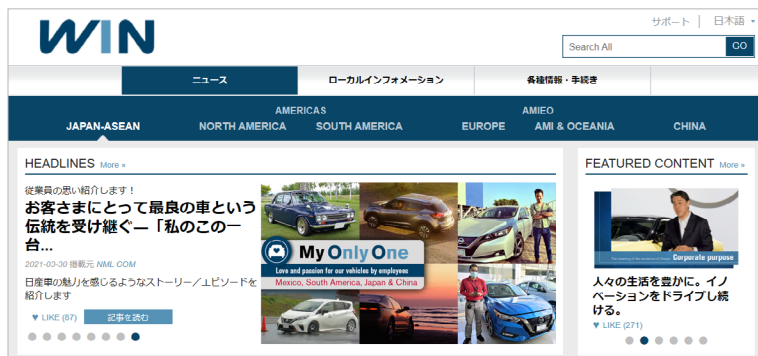 WIN
サポート
日本語
Search All
GO
ニュース
ローカルインフォメーション
各種情報・手続き
AMERICAS
AMIEO
JAPAN-ASEAN
NORTH AMERICA
SOUTH AMERICA
EUROPE
AMI & OCEANIA
CHINA
HEADLINES More »
従業員の思い紹介します！
お客さまにとって最良の車という
伝統を受け継ぐ―「私のこの一
台...
2021-03-30 掲載元 NML COM
日産車の魅力を感じるようなストーリー／エピソードを
紹介します
LIKE (87)
記事を読む
My Only One
Love and passion for our vehicles by employees
Mexico, South America, Japan & China
FEATURED CONTENT More »
Corporate purpose
人々の生活を豊かに。イノ
ベーションをドライブし続
ける。
LIKE (271)